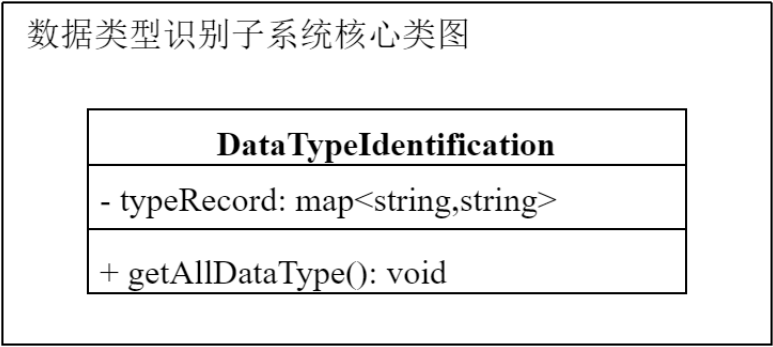 数据类型识别子系统核心类图
DataTypeIdentification
- typeRecord: map<string,string>
+ getAllDataType(): void